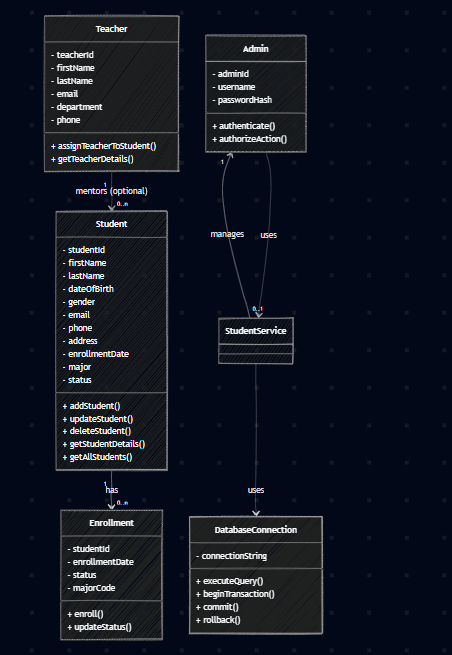 Teacher
- teacherId
- firstName
- lastName
- email
- department
- phone
+ assignTeacherToStudent()
+ getTeacherDetails()
1
mentors (optional)
0..n
Student
- studentId
- firstName
- lastName
- dateOfBirth
- gender
- email
- phone
- address
- enrollmentDate
- major
- status
+ addStudent()
+ updateStudent()
+ deleteStudent()
+ getStudentDetails()
+ getAllStudents()
1
has
0..n
Enrollment
- studentId
- enrollmentDate
- status
- majorCode
+ enroll()
+ updateStatus()
Admin
- adminId
- username
- passwordHash
+ authenticate()
+ authorizeAction()
1
manages
uses
0..1
StudentService
uses
DatabaseConnection
- connectionString
+ executeQuery()
+ beginTransaction()
+ commit()
+ rollback()